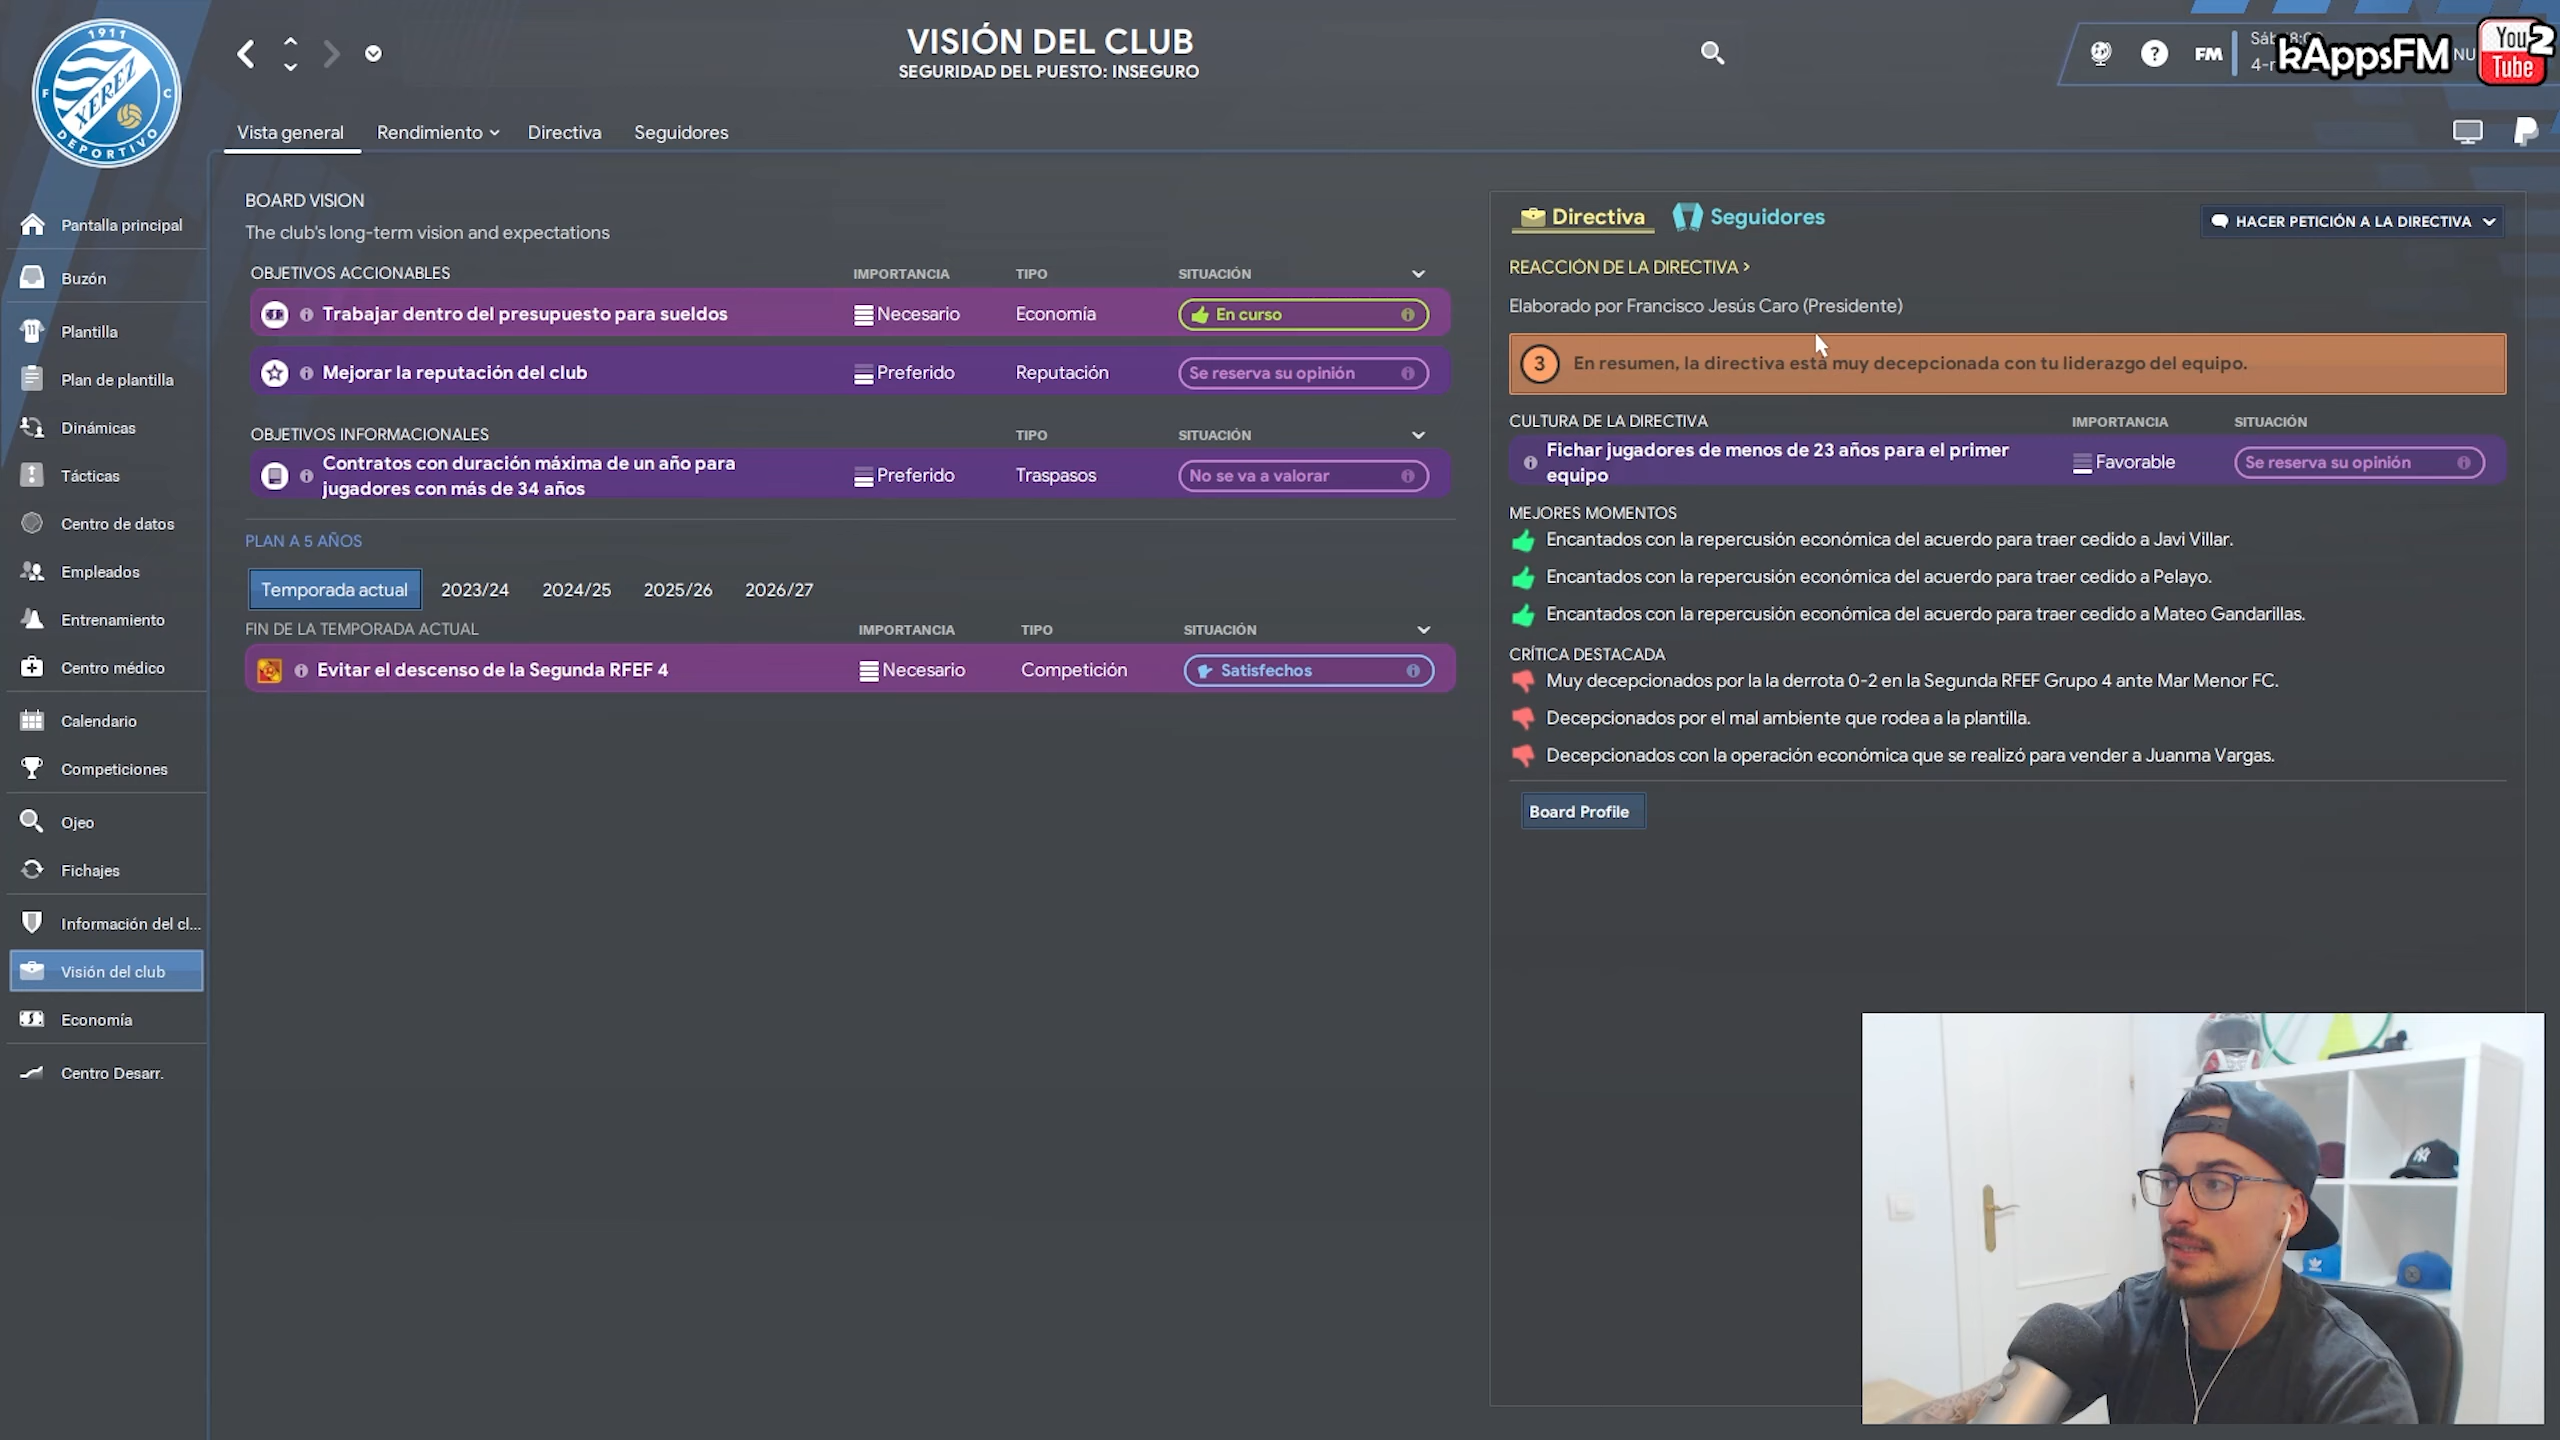 1911
XEREZ
F C
DEPORTIVO
VISIÓN DEL CLUB
SEGURIDAD DEL PUESTO: INSEGURO
FM
kAppsFM
You 2
Tube
Vista general
Rendimiento
Directiva
Seguidores
Pantalla principal
Buzón
Plantilla
Plan de plantilla
Dinámicas
Tácticas
Centro de datos
Empleados
Entrenamiento
Centro médico
Calendario
Competiciones
Ojeo
Fichajes
Información del cl...
Visión del club
Economía
Centro Desarr.
BOARD VISION
The club's long-term vision and expectations
OBJETIVOS ACCIONABLES IMPORTANCIA TIPO SITUACIÓN
Trabajar dentro del presupuesto para sueldos Necesario Economía En curso
Mejorar la reputación del club Preferido Reputación Se reserva su opinión
OBJETIVOS INFORMACIONALES TIPO SITUACIÓN
Contratos con duración máxima de un año para
jugadores con más de 34 años Preferido Traspasos No se va a valorar
PLAN A 5 AÑOS
Temporada actual 2023/24 2024/25 2025/26 2026/27
FIN DE LA TEMPORADA ACTUAL IMPORTANCIA TIPO SITUACIÓN
Evitar el descenso de la Segunda RFEF 4 Necesario Competición Satisfechos
Directiva Seguidores
HACER PETICIÓN A LA DIRECTIVA
REACCIÓN DE LA DIRECTIVA >
Elaborado por Francisco Jesús Caro (Presidente)
3 En resumen, la directiva está muy decepcionada con tu liderazgo del equipo.
CULTURA DE LA DIRECTIVA IMPORTANCIA SITUACIÓN
Fichar jugadores de menos de 23 años para el primer
equipo Favorable Se reserva su opinión
MEJORES MOMENTOS
Encantados con la repercusión económica del acuerdo para traer cedido a Javi Villar.
Encantados con la repercusión económica del acuerdo para traer cedido a Pelayo.
Encantados con la repercusión económica del acuerdo para traer cedido a Mateo Gandarillas.
CRÍTICA DESTACADA
Muy decepcionados por la la derrota 0-2 en la Segunda RFEF Grupo 4 ante Mar Menor FC.
Decepcionados por el mal ambiente que rodea a la plantilla.
Decepcionados con la operación económica que se realizó para vender a Juanma Vargas.
Board Profile